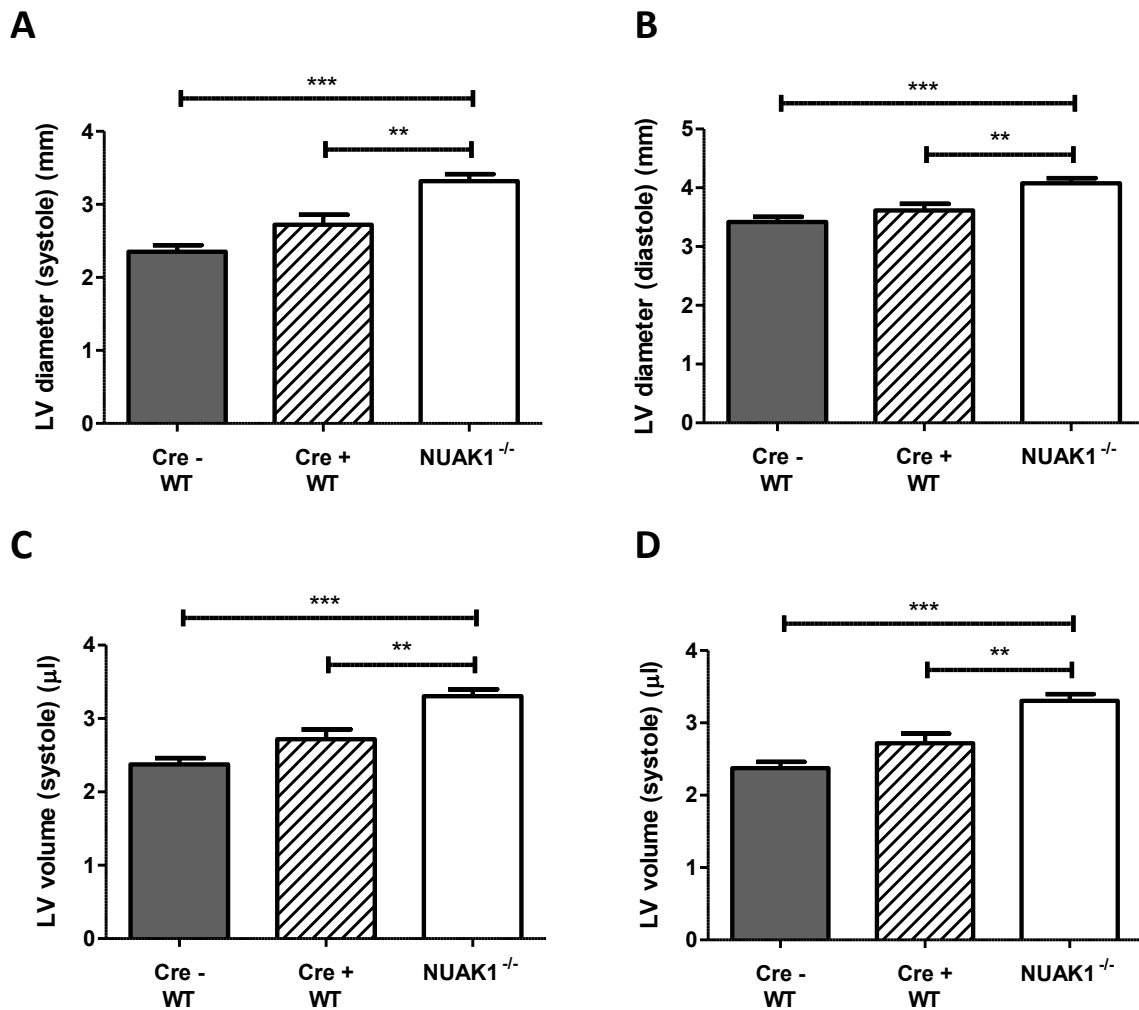 A
***
**
LV diameter (systole) (mm)
4
3
2
1
0
Cre -
WT
Cre +
WT
NUAK1-/-
B
***
**
LV diameter (diastole) (mm)
5
4
3
2
1
0
Cre -
WT
Cre +
WT
NUAK1-/-
C
***
**
LV volume (systole) (μl)
4
3
2
1
0
Cre -
WT
Cre +
WT
NUAK1-/-
D
***
**
LV volume (systole) (μl)
4
3
2
1
0
Cre -
WT
Cre +
WT
NUAK1-/-